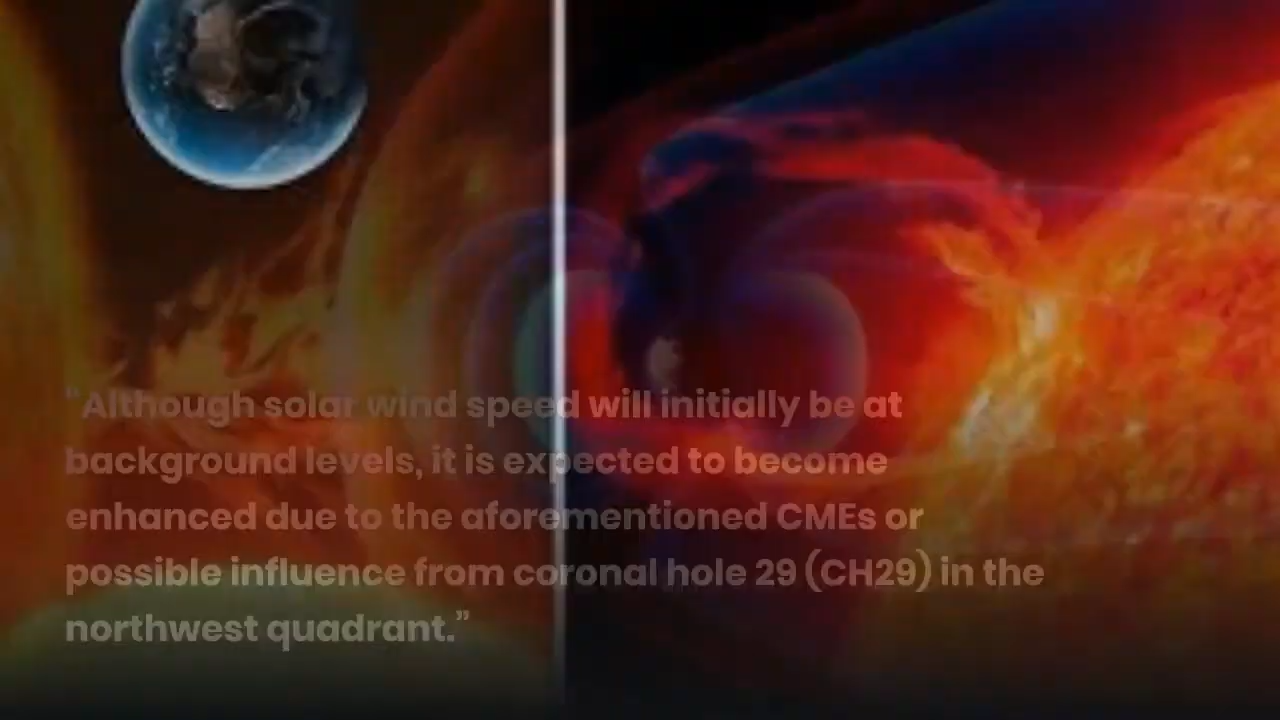 "Although solar wind speed will initially be at
background levels, it is expected to become
enhanced due to the aforementioned CMEs or
possible influence from coronal hole 29 (CH29) in the
northwest quadrant.”